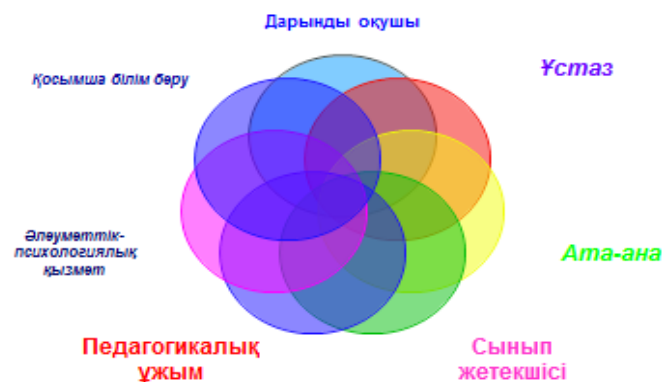 Дарынды оқушы
Қосымша білім беру
Ұстаз
Әлеуметтік-
психологиялық
қызмет
Ата-ана
Педагогикалық
ұжым
Сынып
жетекшісі